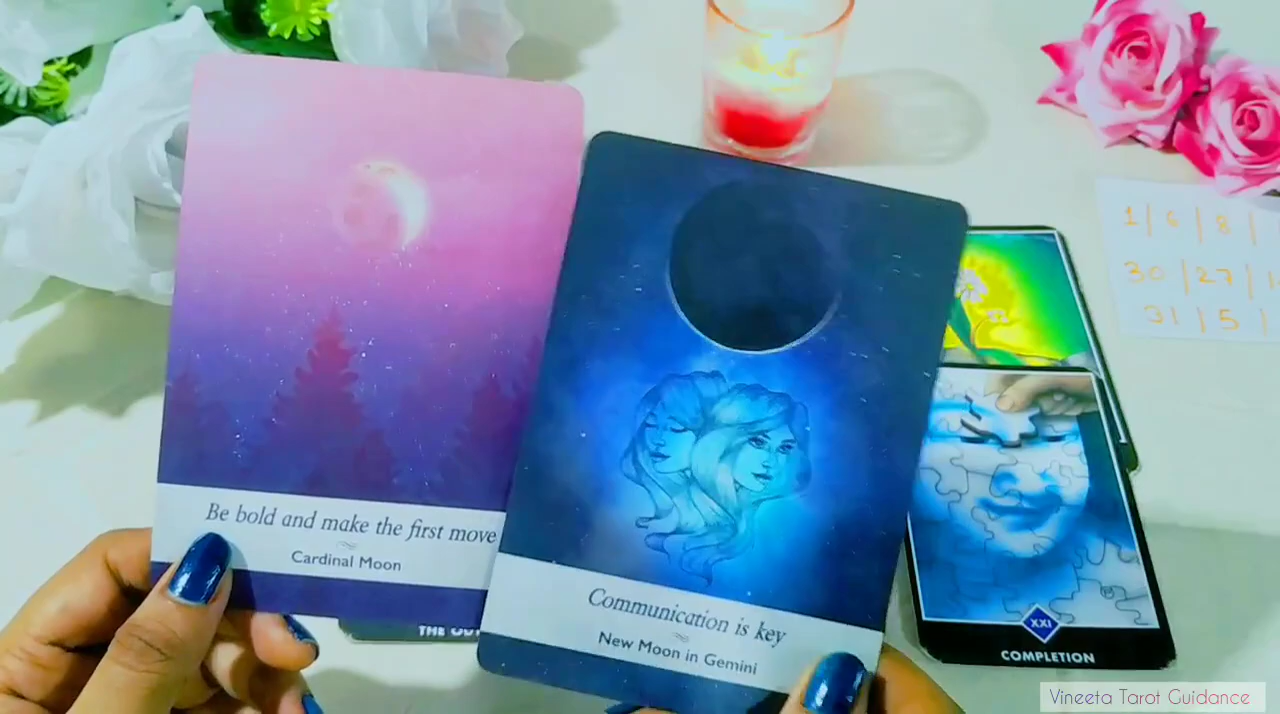 Be bold and make the first move
Cardinal Moon
Communication is key
New Moon in Gemini
1 | 6 | 8 |
30 | 27 |
31 | 5 |
THE
XXI
COMPLETION
Vineeta Tarot Guidance